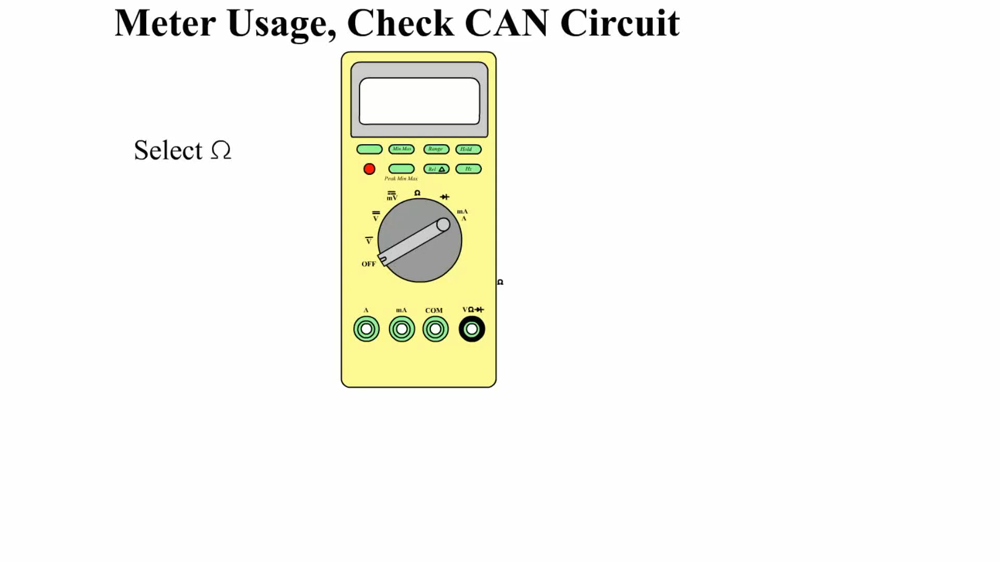 Meter Usage, Check CAN Circuit
Select Ω
Min Max Range Hold
Rel Δ Hz
Peak Min Max
mV Ω
V
mA
A
V
OFF
Ω
A mA COM VΩ